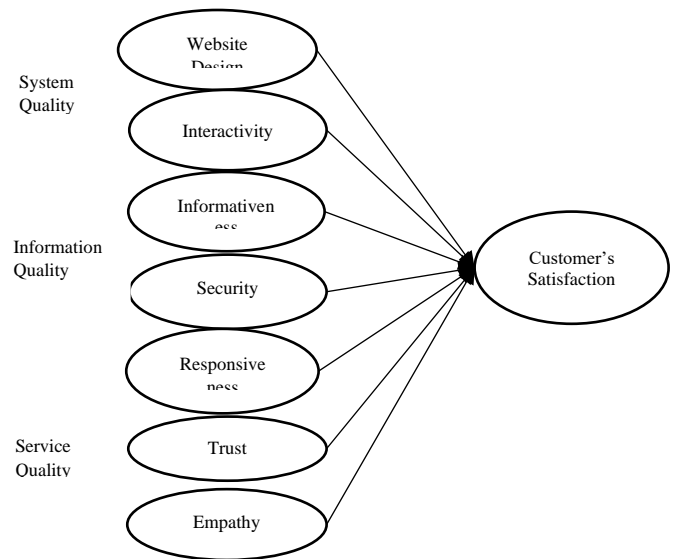 Website
Design
System
Quality
Interactivity
Informativen
ess
Information
Quality
Security
Customer's
Satisfaction
Responsive
ness
Service
Quality
Trust
Empathy